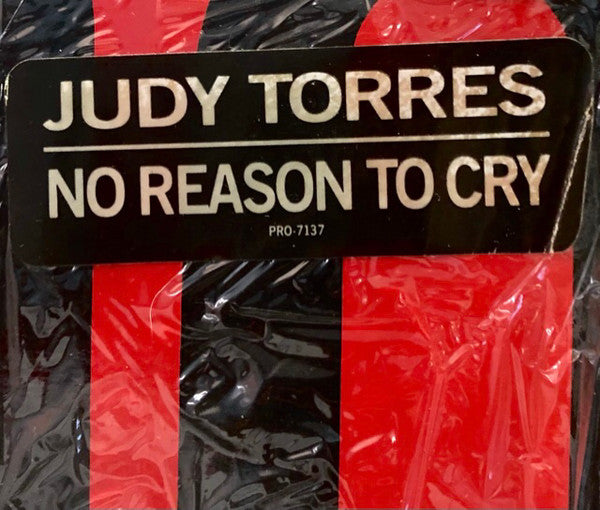 JUDY TORRES
NO REASON TO CRY
PRO-7137